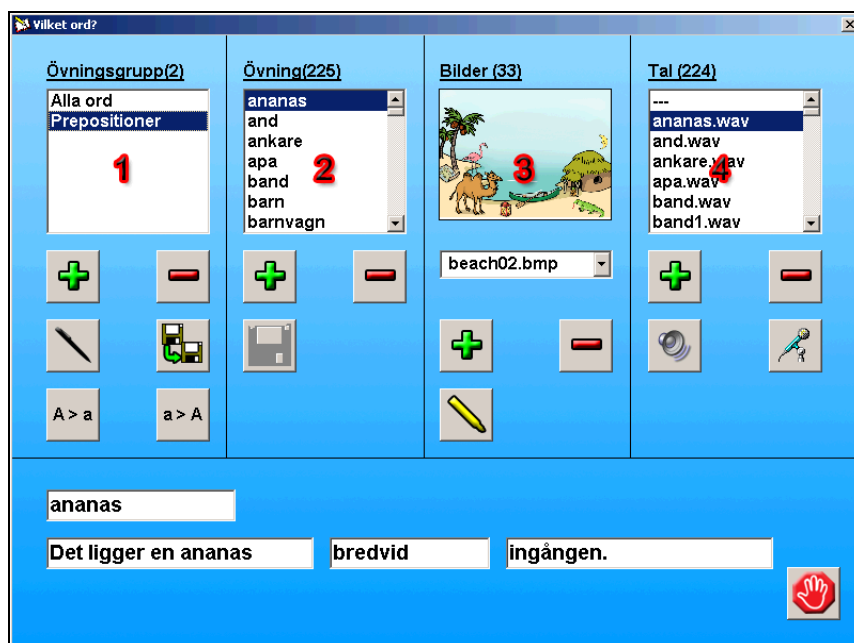 Vilket ord?
Övningsgrupp(2)
Alla ord
Prepositioner
1
A > a
a > A
Övning(225)
ananas
and
ankare
apa
band
barn
barnvagn
2
Bilder (33)
3
beach02.bmp
Tal (224)
---
ananas.wav
and.wav
ankare.wav
apa.wav
band.wav
band1.wav
4
ananas
Det ligger en ananas bredvid ingången.